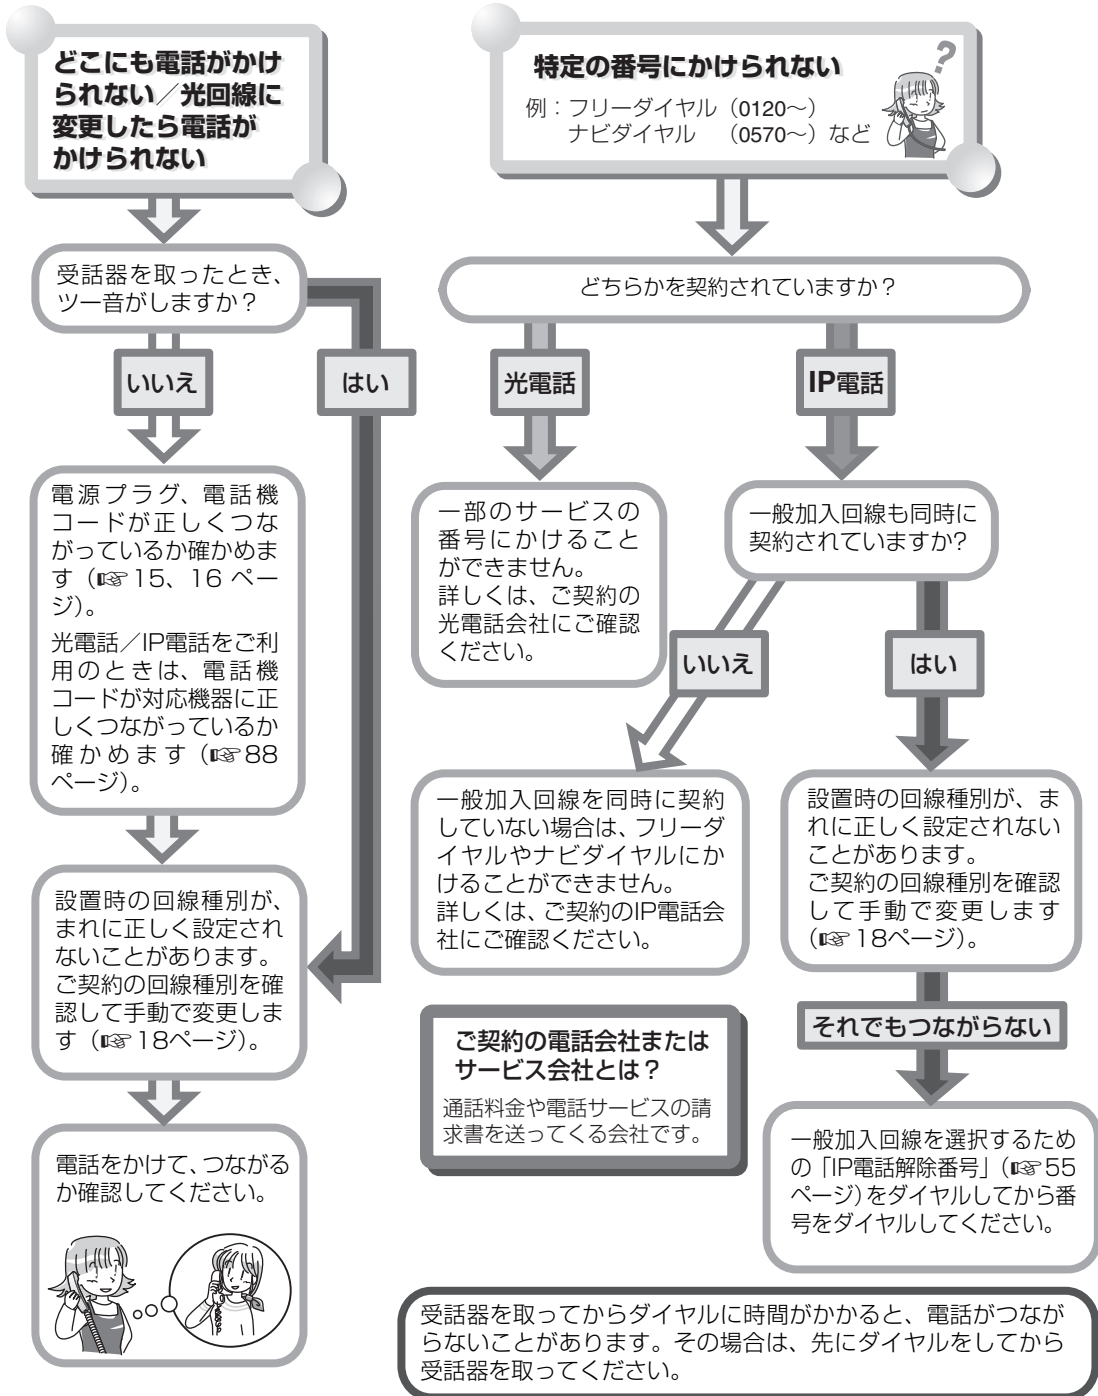 どこにも電話がかけ
られない／光回線に
変更したら電話が
かけられない
受話器を取ったとき、
ツー音がしますか？
いいえ
はい
電源プラグ、電話機
コードが正しくつな
がっているか確かめま
す（☞15、16 ペー
ジ）。
光電話／IP電話をご利
用のときは、電話機
コードが対応機器に正
しくつながっているか
確かめます（☞88
ページ）。
設置時の回線種別が、
まれに正しく設定され
ないことがあります。
ご契約の回線種別を確
認して手動で変更しま
す（☞18ページ）。
電話をかけて、つながる
か確認してください。
特定の番号にかけられない
?
例：フリーダイヤル（0120〜）
ナビダイヤル　（0570〜）など
どちらかを契約されていますか？
光電話
IP電話
一部のサービスの
番号にかけること
ができません。
詳しくは、ご契約の
光電話会社にご確認
ください。
一般加入回線も同時に
契約されていますか?
いいえ
はい
一般加入回線を同時に契約
していない場合は、フリーダ
イヤルやナビダイヤルにか
けることができません。
詳しくは、ご契約のIP電話会
社にご確認ください。
設置時の回線種別が、ま
れに正しく設定されない
ことがあります。
ご契約の回線種別を確認
して手動で変更します
（☞18ページ）。
それでもつながらない
一般加入回線を選択するため
の「IP電話解除番号」（☞55
ページ）をダイヤルしてから番
号をダイヤルしてください。
ご契約の電話会社または
サービス会社とは？
通話料金や電話サービスの請
求書を送ってくる会社です。
受話器を取ってからダイヤルに時間がかかると、電話がつなが
らないことがあります。その場合は、先にダイヤルをしてから
受話器を取ってください。